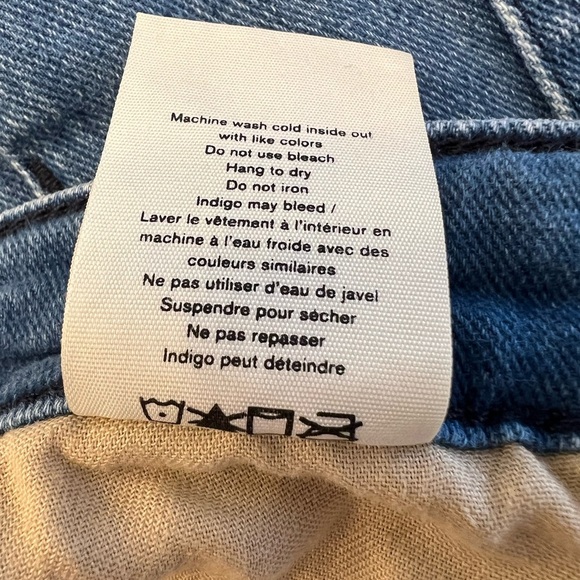 Machine wash cold inside out
with like colors
Do not use bleach
Hang to dry
Do not iron
Indigo may bleed /
Laver le vêtement à l'intérieur en
machine à l'eau froide avec des
couleurs similaires
Ne pas utiliser d'eau de javel
Suspendre pour sécher
Ne pas repasser
Indigo peut déteindre